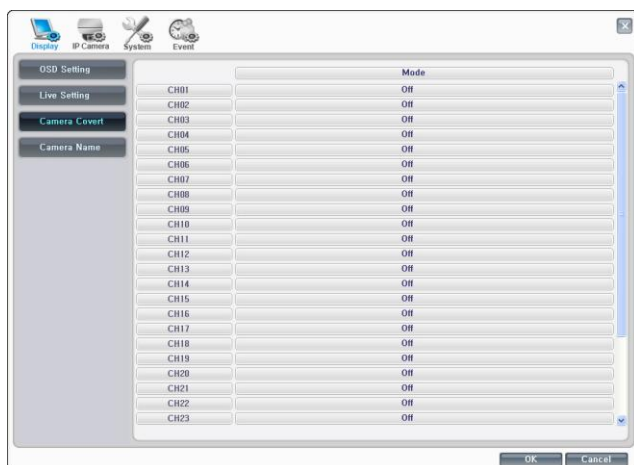 Display IP Camera System Event
OSD Setting
Live Setting
Camera Covert
Camera Name
Mode
CH01 Off
CH02 Off
CH03 Off
CH04 Off
CH05 Off
CH06 Off
CH07 Off
CH08 Off
CH09 Off
CH10 Off
CH11 Off
CH12 Off
CH13 Off
CH14 Off
CH15 Off
CH16 Off
CH17 Off
CH18 Off
CH19 Off
CH20 Off
CH21 Off
CH22 Off
CH23 Off
OK Cancel